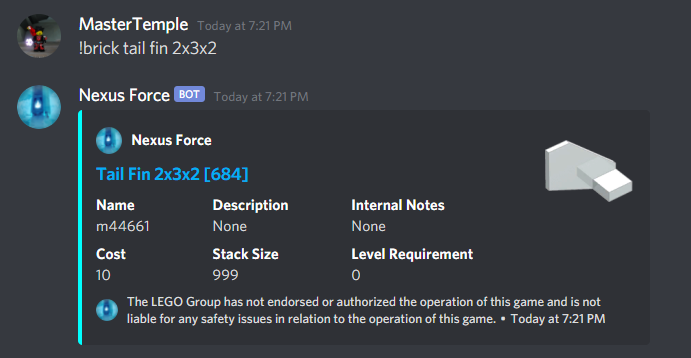 MasterTemple Today at 7:21 PM
!brick tail fin 2x3x2
Nexus Force BOT Today at 7:21 PM
Nexus Force
Tail Fin 2x3x2 [684]
Name Description Internal Notes
m44661 None None
Cost Stack Size Level Requirement
10 999 0
The LEGO Group has not endorsed or authorized the operation of this game and is not
liable for any safety issues in relation to the operation of this game. • Today at 7:21 PM